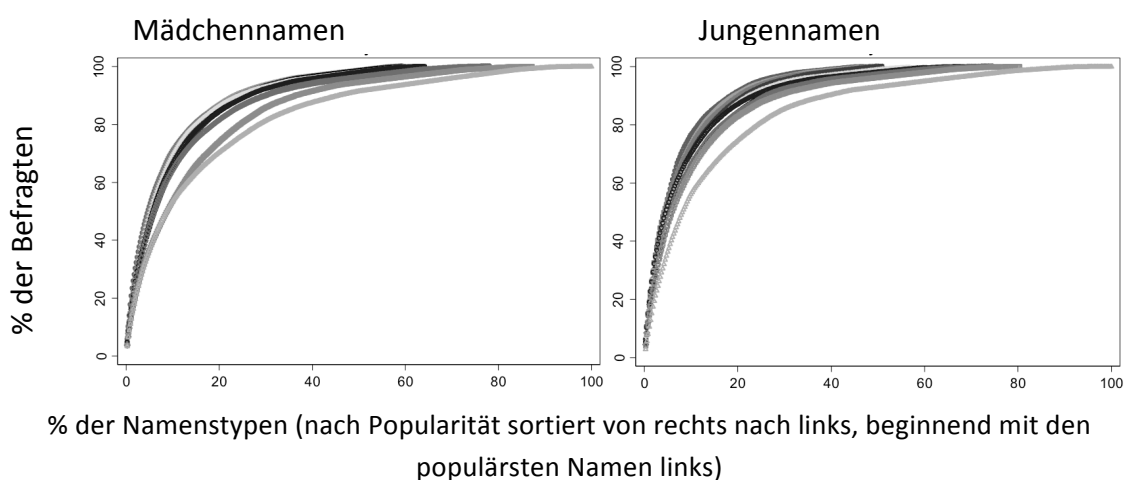 Mädchennamen
Jungennamen
% der Befragten
100
80
60
40
20
0
0 20 40 60 80 100
100
80
60
40
20
0
0 20 40 60 80 100
% der Namenstypen (nach Popularität sortiert von rechts nach links, beginnend mit den
populärsten Namen links)